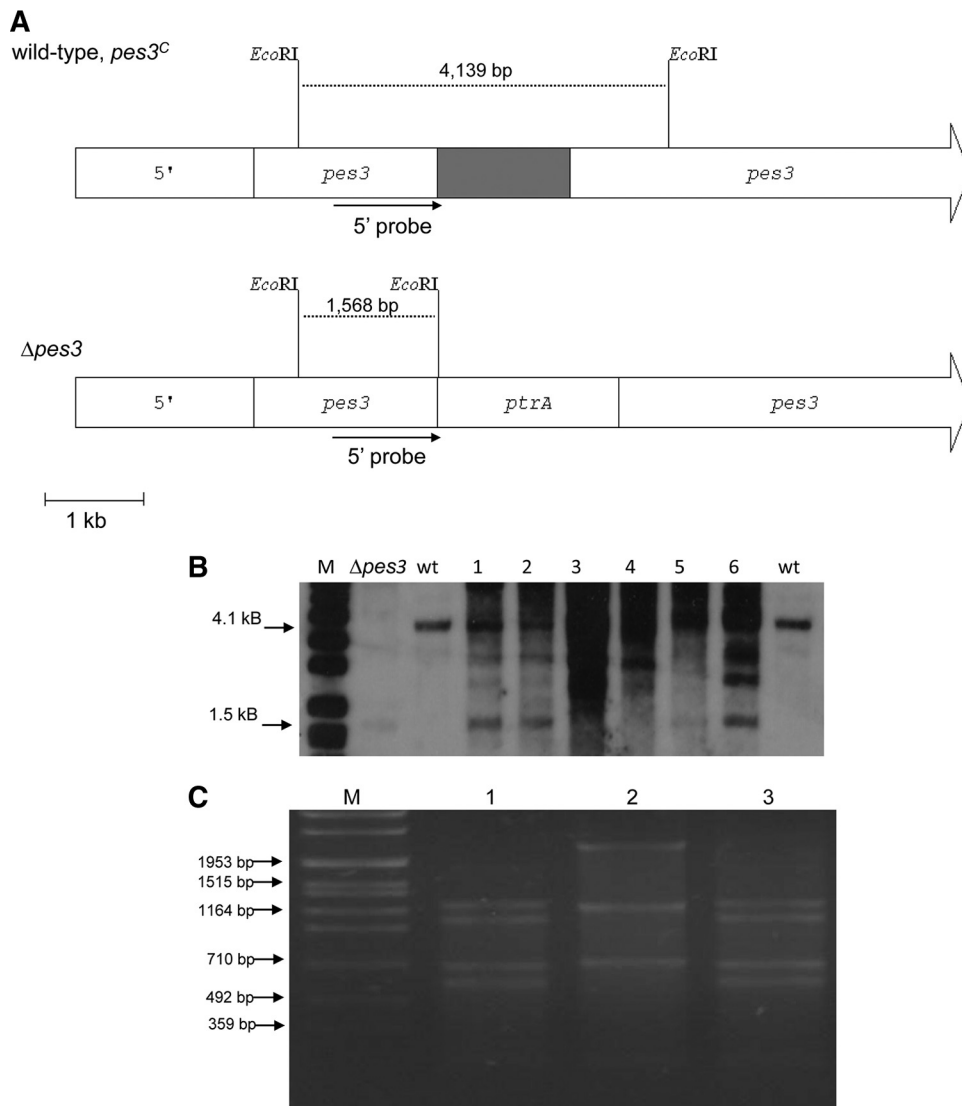 A
wild-type, pes3C
EcoRI
EcoRI
4,139 bp
5'
pes3
pes3
5’ probe
EcoRI
EcoRI
1,568 bp
Δpes3
5'
pes3
ptrA
pes3
5’ probe
1 kb
B
M Δpes3 wt 1 2 3 4 5 6 wt
4.1 kB
1.5 kB
C
M 1 2 3
1953 bp
1515 bp
1164 bp
710 bp
492 bp
359 bp